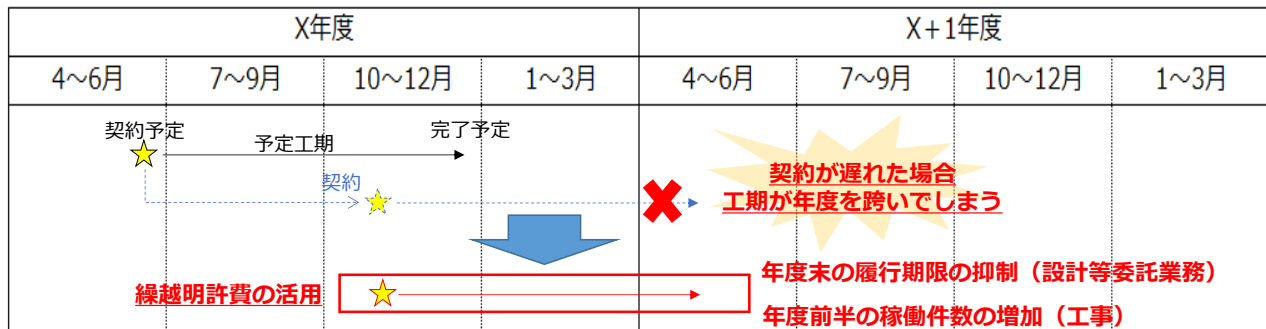 X年度
X+1年度
4～6月
7～9月
10～12月
1～3月
4～6月
7～9月
10～12月
1～3月
契約予定
予定工期
完了予定
契約
契約が遅れた場合
工期が年度を跨いでしまう
繰越明許費の活用
年度末の履行期限の抑制（設計等委託業務）
年度前半の稼働件数の増加（工事）